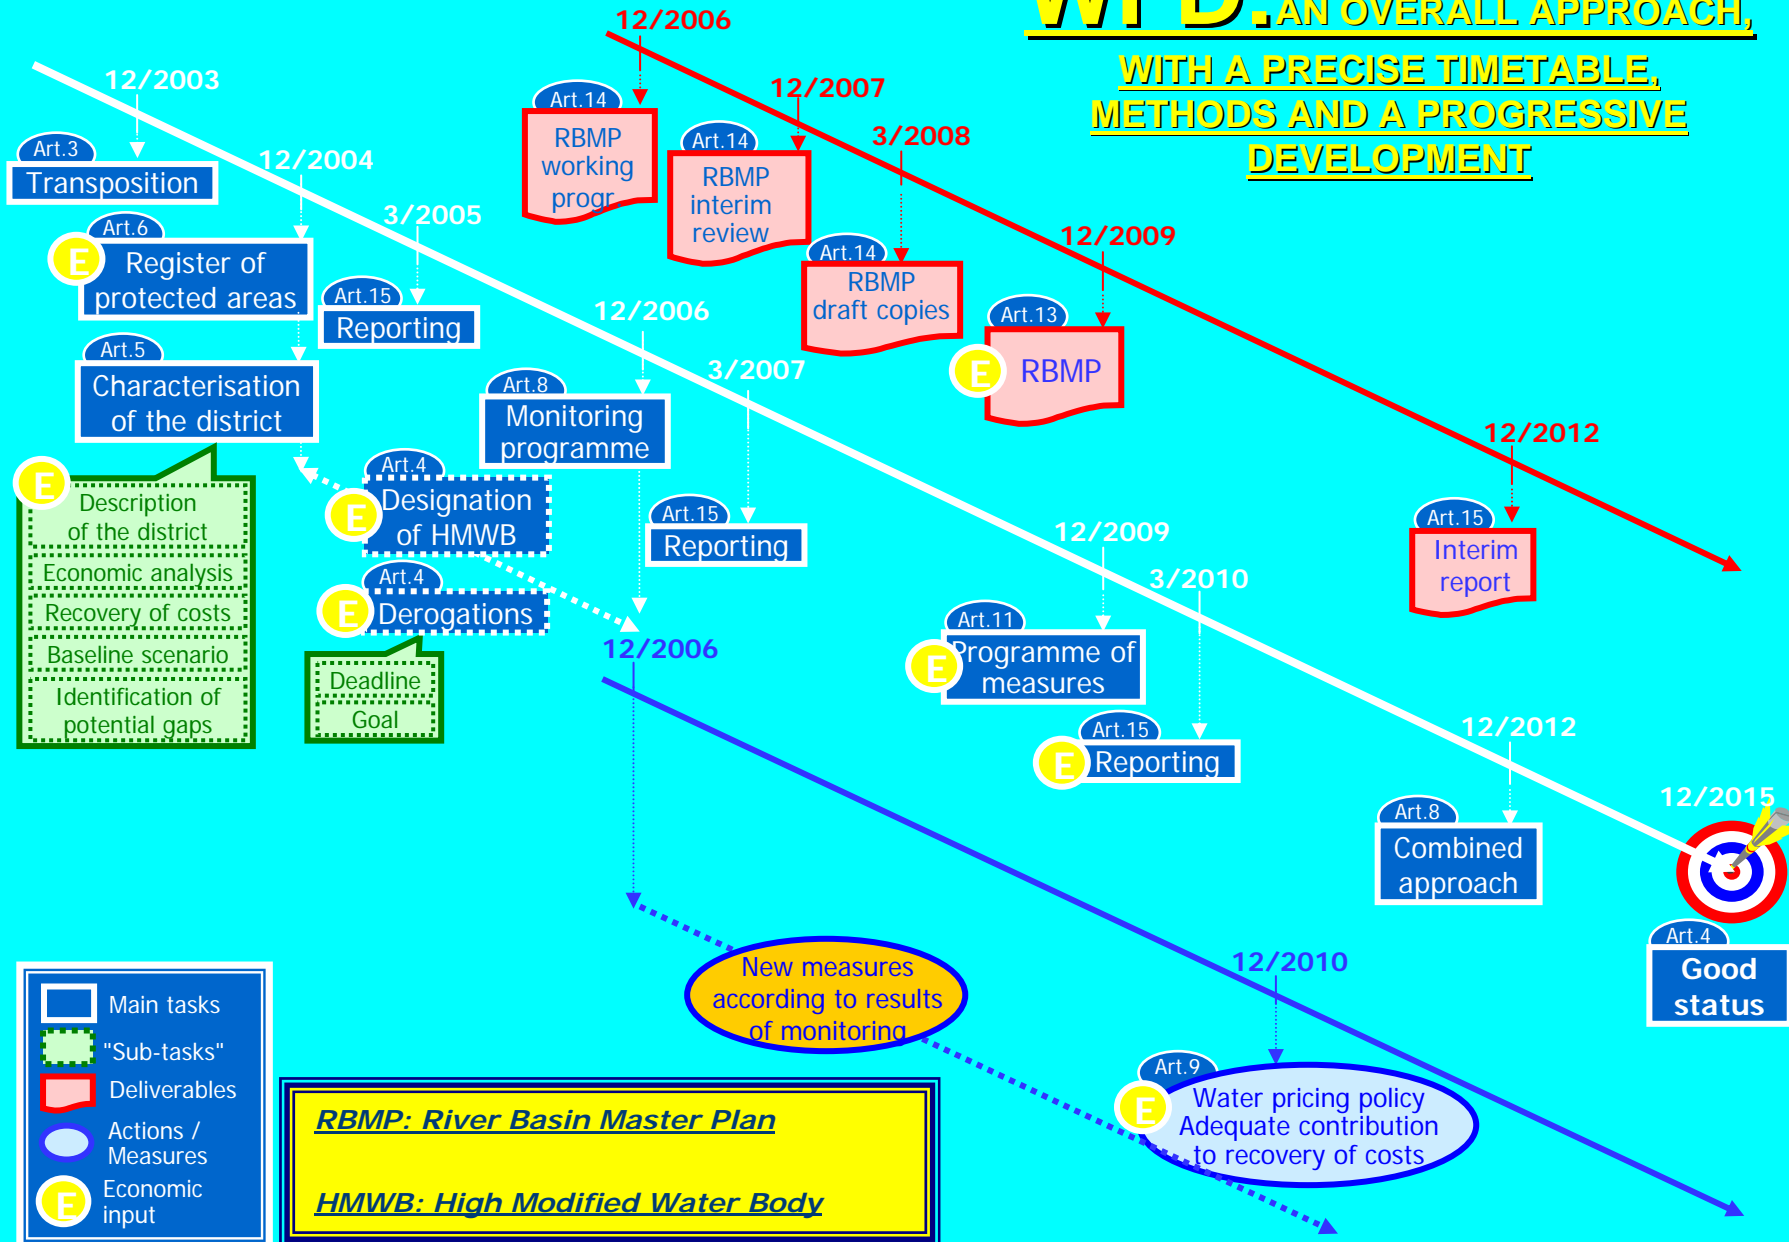 WFD: AN OVERALL APPROACH,
WITH A PRECISE TIMETABLE,
METHODS AND A PROGRESSIVE
DEVELOPMENT
12/2003
Art.3
Transposition
12/2004
Art.6
E
Register of
protected areas
3/2005
Art.15
Reporting
Art.5
Characterisation
of the district
E
Description
of the district
Economic analysis
Recovery of costs
Baseline scenario
Identification of
potential gaps
12/2006
Art.8
Monitoring
programme
3/2007
Art.15
Reporting
Art.4
E
Designation
of HMWB
Art.4
E
Derogations
Deadline
Goal
12/2009
Art.11
E
Programme of
measures
3/2010
Art.15
E
Reporting
12/2012
Art.8
Combined
approach
12/2015
Art.4
Good
status
12/2006
Art.14
RBMP
working
progr.
12/2007
Art.14
RBMP
interim
review
3/2008
Art.14
RBMP
draft copies
12/2009
Art.13
E
RBMP
12/2012
Art.15
Interim
report
12/2006
New measures
according to results
of monitoring
12/2010
Art.9
E
Water pricing policy
Adequate contribution
to recovery of costs
Main tasks
"Sub-tasks"
Deliverables
Actions /
Measures
E
Economic
input
RBMP: River Basin Master Plan
HMWB: High Modified Water Body